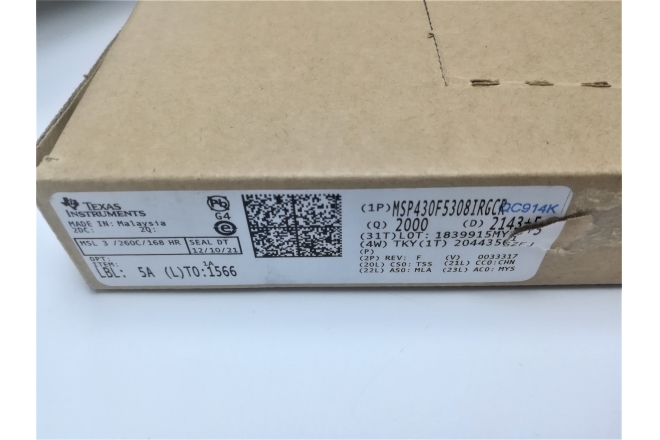 TEXAS
INSTRUMENTS
MADE IN: Malaysia
2DC: 2Q:
MSL 3 /260C/168 HR
SEAL DT
12/10/21
OPT:
ITEM: 1A
LBL: 5A (L)TO:1566
Pb
G4
e
(1P) MSP430F5308IRGCR
QC914K
(Q) 2000 (D) 2143+5
(31T) LOT: 1839915MY
(4W) TKY(1T)
(P)
(2P) REV: F (V) 0033317
(20L) CSO: TSS (21L) CCO:CHN
(22L) ASO: MLA (23L) ACO: MYS